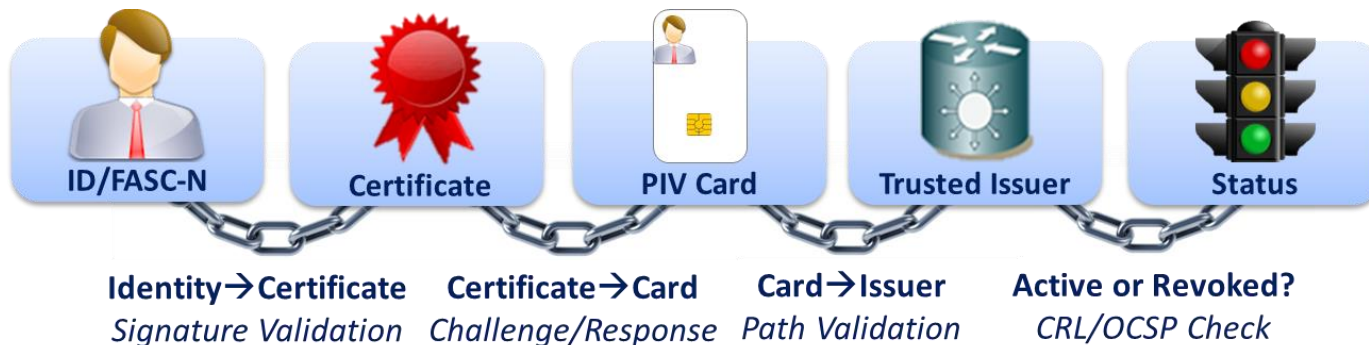 ID/FASC-N
Certificate
PIV Card
Trusted Issuer
Status
Identity→Certificate
Signature Validation
Certificate→Card
Challenge/Response
Card→Issuer
Path Validation
Active or Revoked?
CRL/OCSP Check